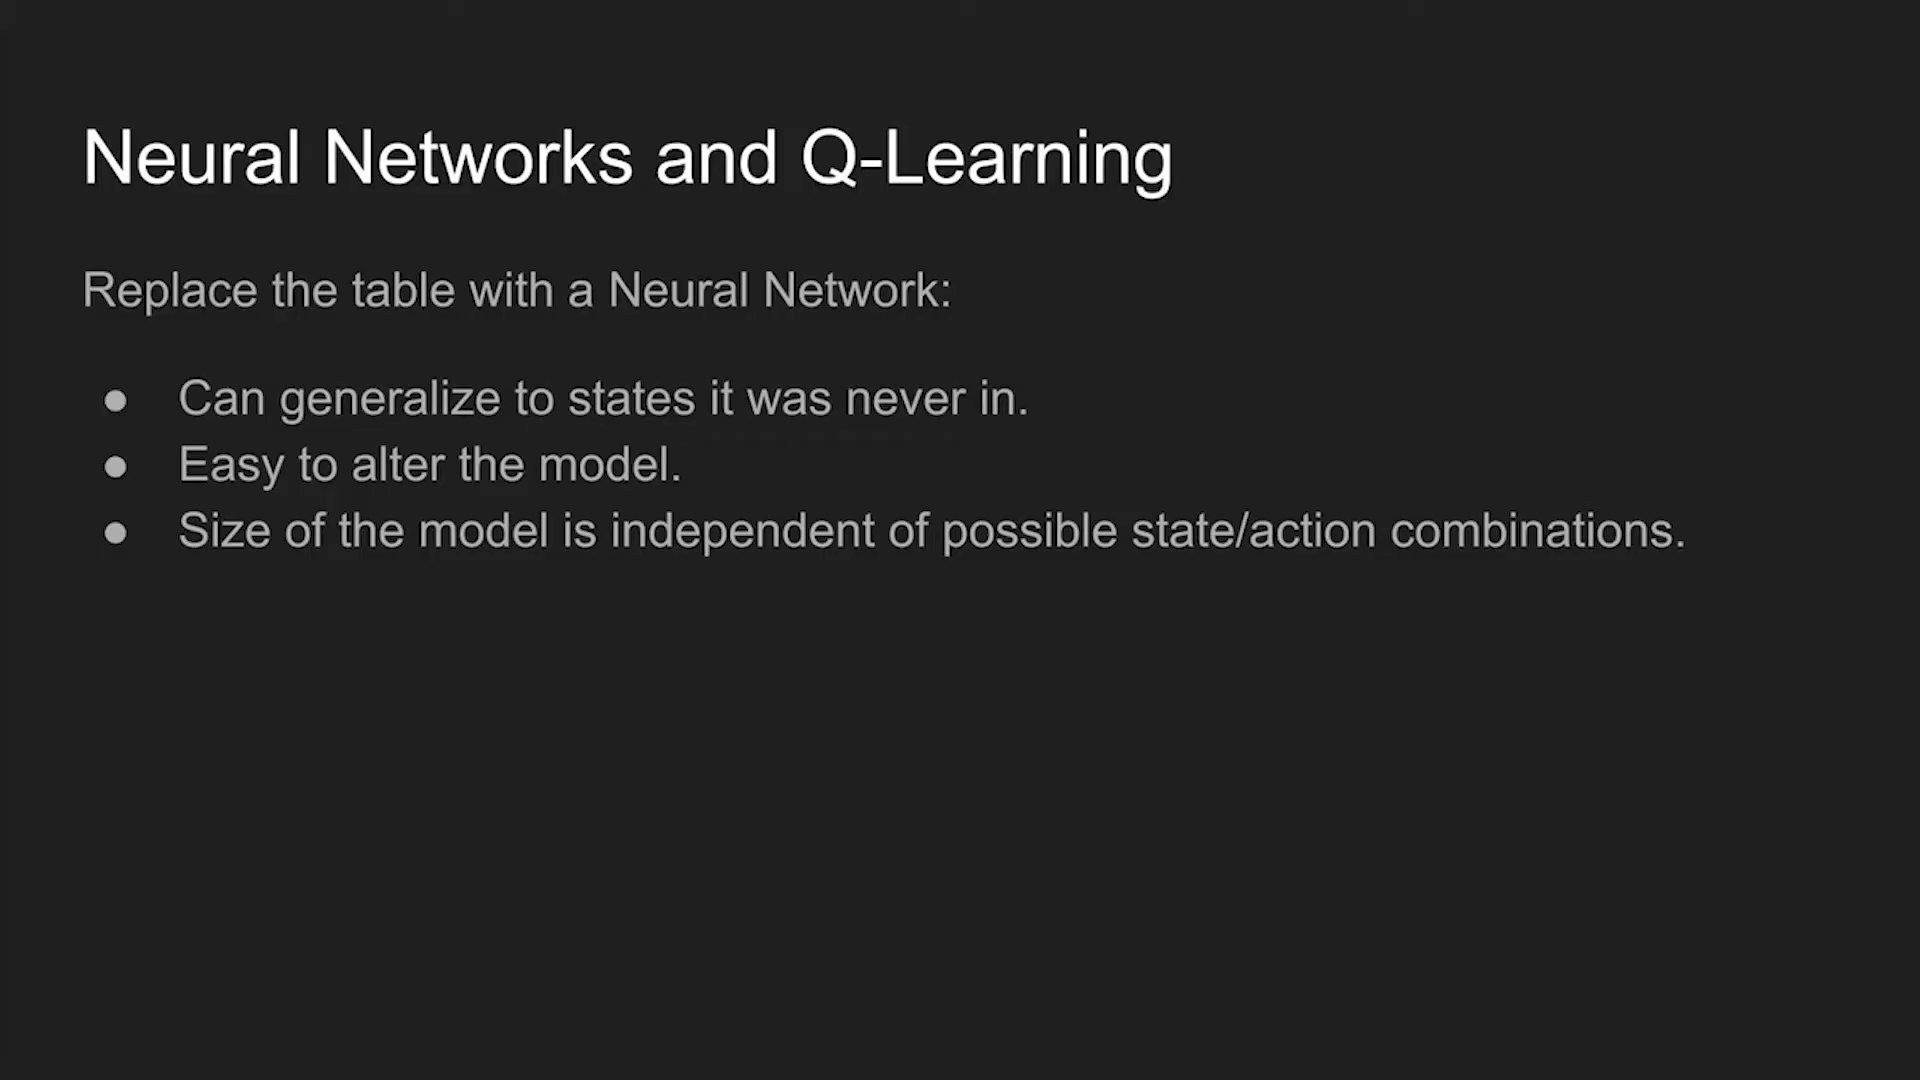 Neural Networks and Q-Learning
Replace the table with a Neural Network:
● Can generalize to states it was never in.
● Easy to alter the model.
● Size of the model is independent of possible state/action combinations.